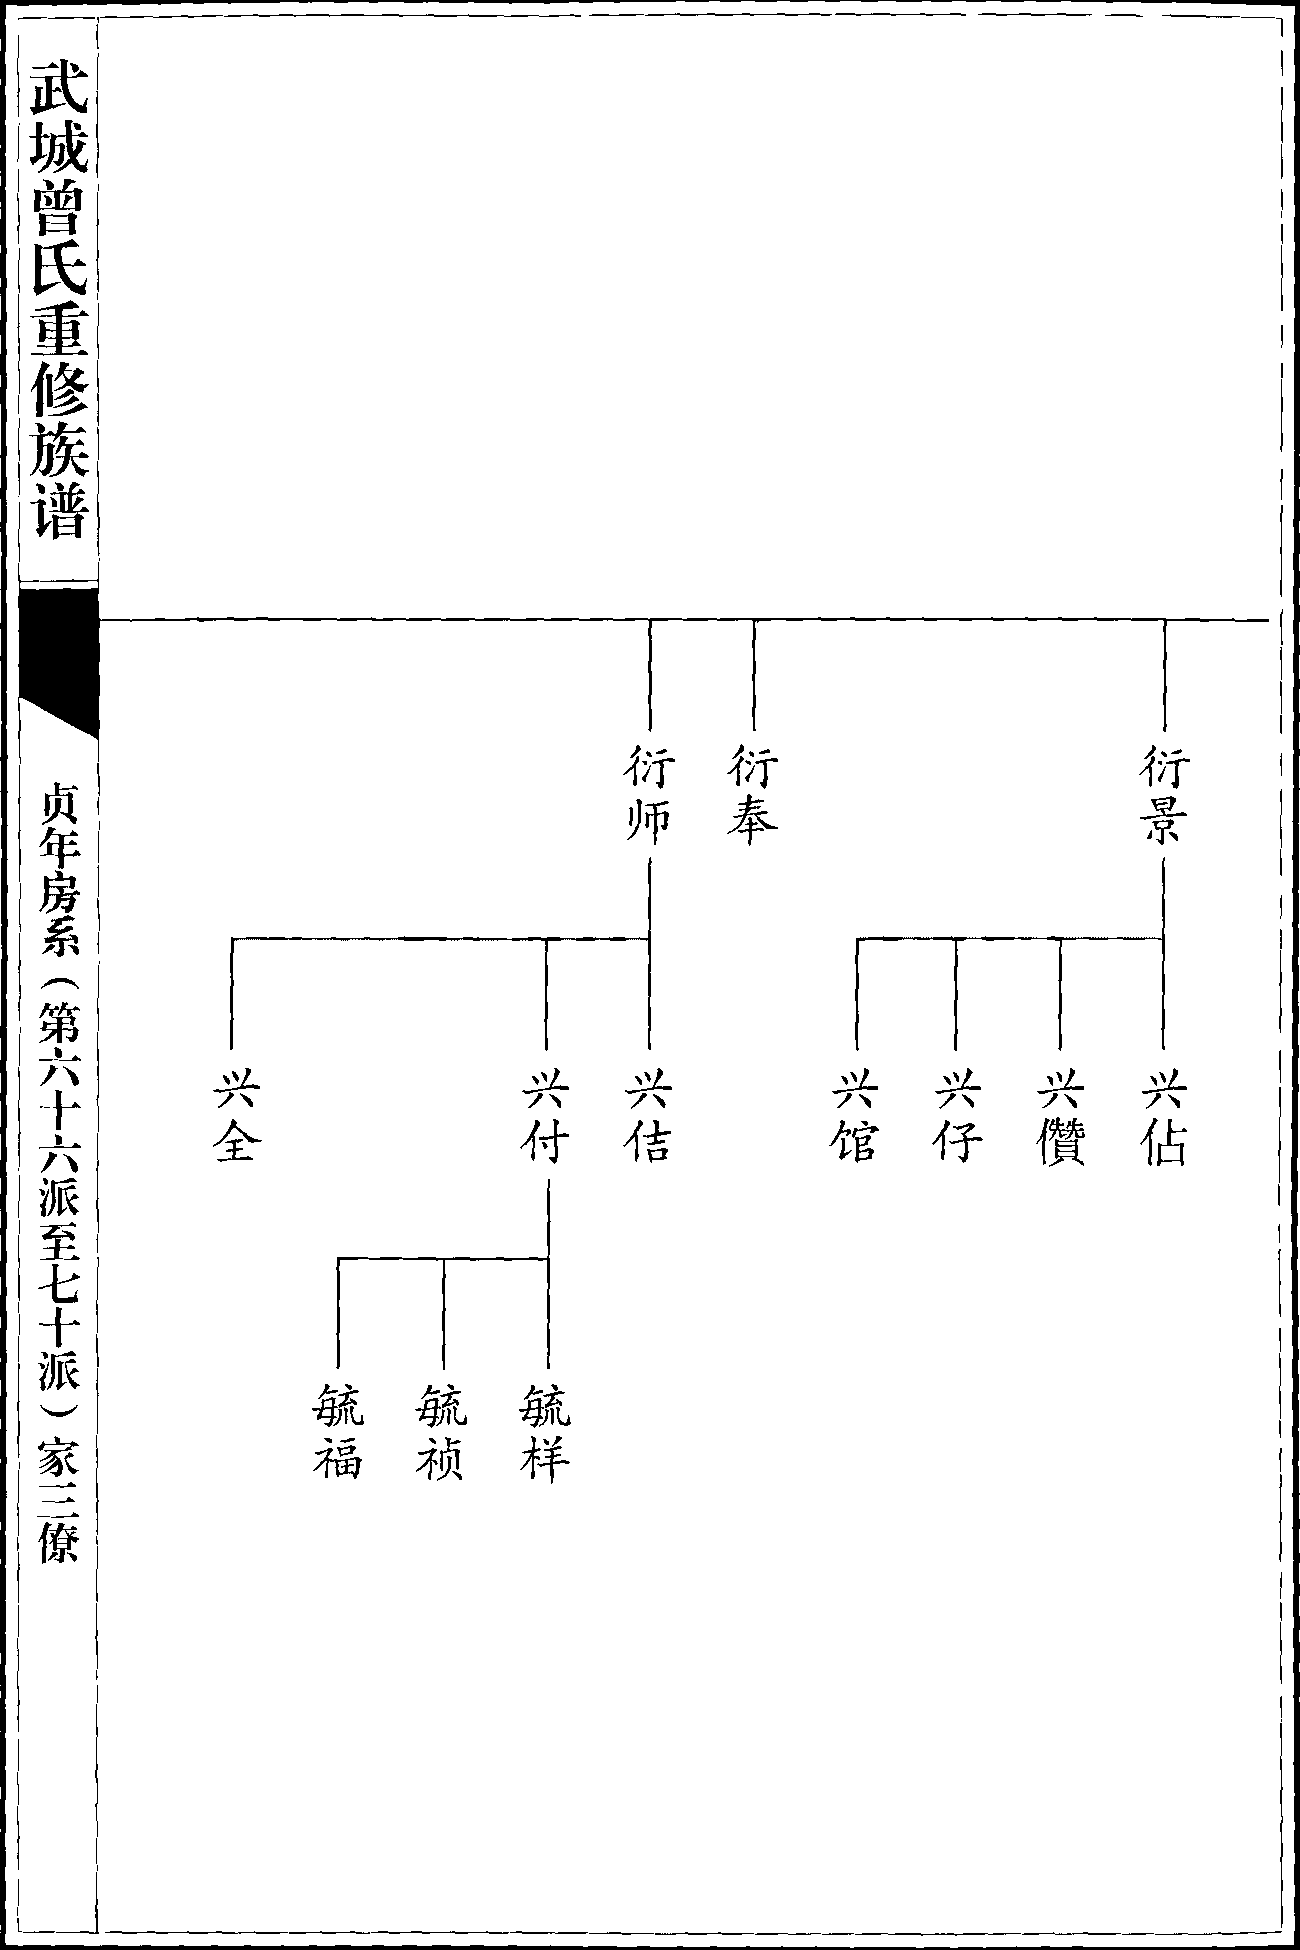 武城曾氏重修族谱
贞年房系（第六十六派至七十派）家三僚
衍景
衍奉
衍师
兴佔
兴儹
兴仔
兴馆
兴佶
兴付
兴全
毓样
毓祯
毓福